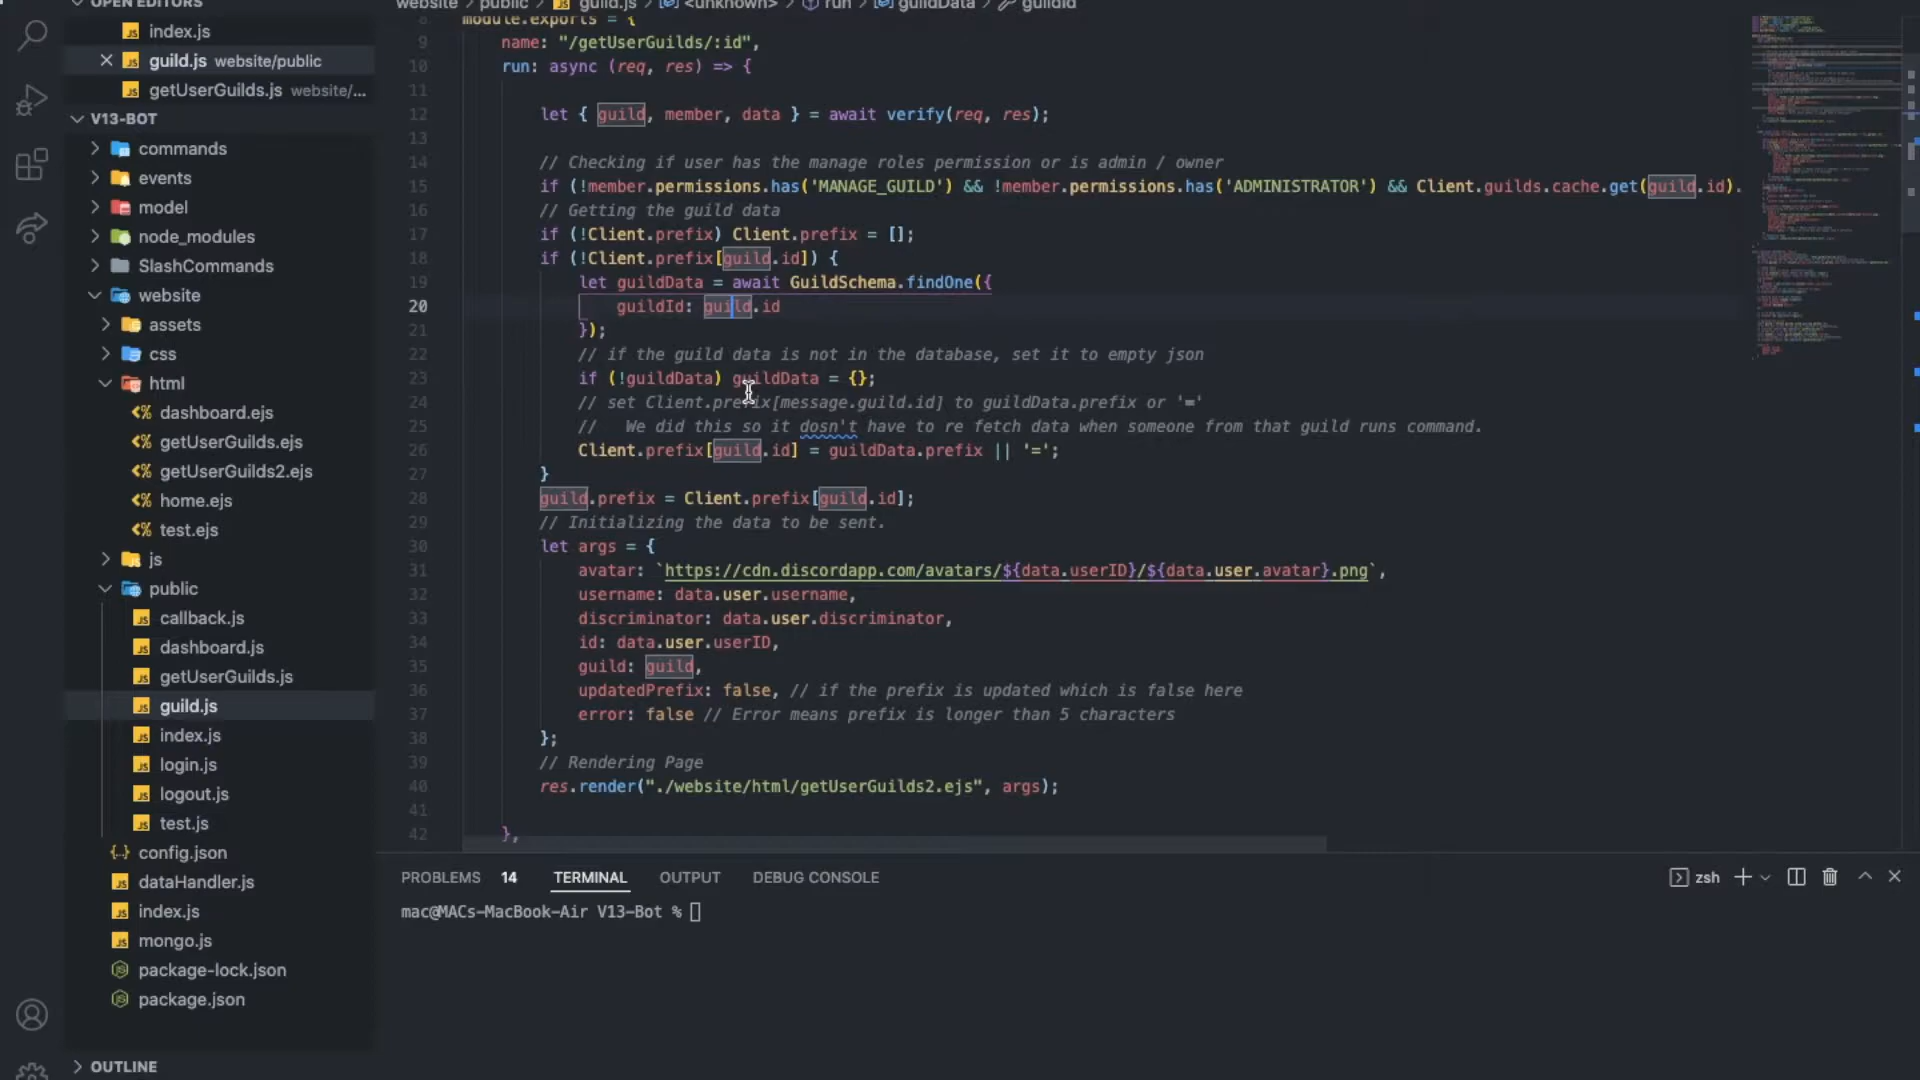 OPEN EDITORS
index.js
guild.js website/public
getUserGuilds.js website/...
V13-BOT
commands
events
model
node_modules
SlashCommands
website
assets
css
html
dashboard.ejs
getUserGuilds.ejs
getUserGuilds2.ejs
home.ejs
test.ejs
js
public
callback.js
dashboard.js
getUserGuilds.js
guild.js
index.js
login.js
logout.js
test.js
config.json
dataHandler.js
index.js
mongo.js
package-lock.json
package.json
OUTLINE
website > public > guild.js > <unknown> > run > guildData > guildId
8 module.exports = {
9 name: "/getUserGuilds/:id",
10 run: async (req, res) => {
11
12 let { guild, member, data } = await verify(req, res);
13
14 // Checking if user has the manage roles permission or is admin / owner
15 if (!member.permissions.has('MANAGE_GUILD') && !member.permissions.has('ADMINISTRATOR') && Client.guilds.cache.get(guild.id).
16 // Getting the guild data
17 if (!Client.prefix) Client.prefix = [];
18 if (!Client.prefix[guild.id]) {
19 let guildData = await GuildSchema.findOne({
20 guildId: guild.id
21 });
22 // if the guild data is not in the database, set it to empty json
23 if (!guildData) guildData = {};
24 // set Client.prefix[message.guild.id] to guildData.prefix or '='
25 // We did this so it dosn't have to re fetch data when someone from that guild runs command.
26 Client.prefix[guild.id] = guildData.prefix || '=';
27 }
28 guild.prefix = Client.prefix[guild.id];
29 // Initializing the data to be sent.
30 let args = {
31 avatar: `https://cdn.discordapp.com/avatars/${data.userID}/${data.user.avatar}.png`,
32 username: data.user.username,
33 discriminator: data.user.discriminator,
34 id: data.user.userID,
35 guild: guild,
36 updatedPrefix: false, // if the prefix is updated which is false here
37 error: false // Error means prefix is longer than 5 characters
38 };
39 // Rendering Page
40 res.render("./website/html/getUserGuilds2.ejs", args);
41
42 },
PROBLEMS 14 TERMINAL OUTPUT DEBUG CONSOLE zsh
mac@MACs-MacBook-Air V13-Bot %